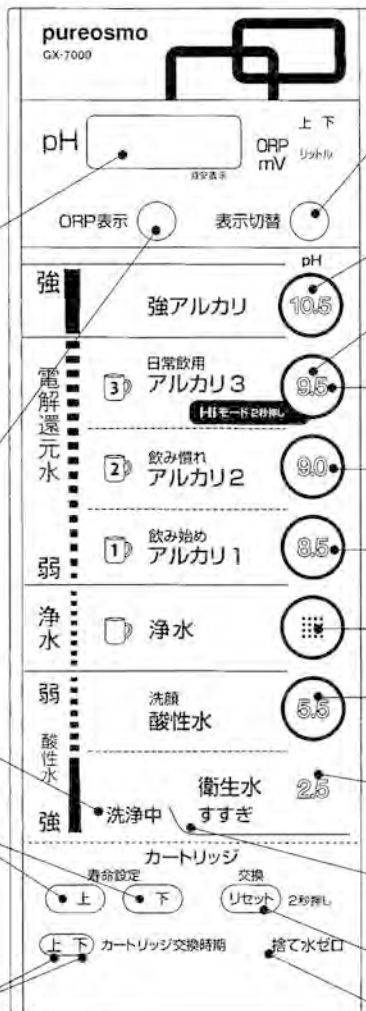 pureosmo
GX-7000
上 下
pH ORP リットル
mV
目安表示
ORP表示 表示切替
pH
強
強アルカリ 10.5
日常飲用
3 アルカリ3 9.5
Hiモード2秒押し
電解還元水
飲み慣れ
2 アルカリ2 9.0
飲み始め
1 アルカリ1 8.5
弱
浄水 浄水
弱
洗顔
酸性水 5.5
酸性水
衛生水 2.5
強 洗浄中 すすぎ
カートリッジ
寿命設定 交換
上 下 リセット 2秒押し
上 下 カートリッジ交換時期 捨て水ゼロ